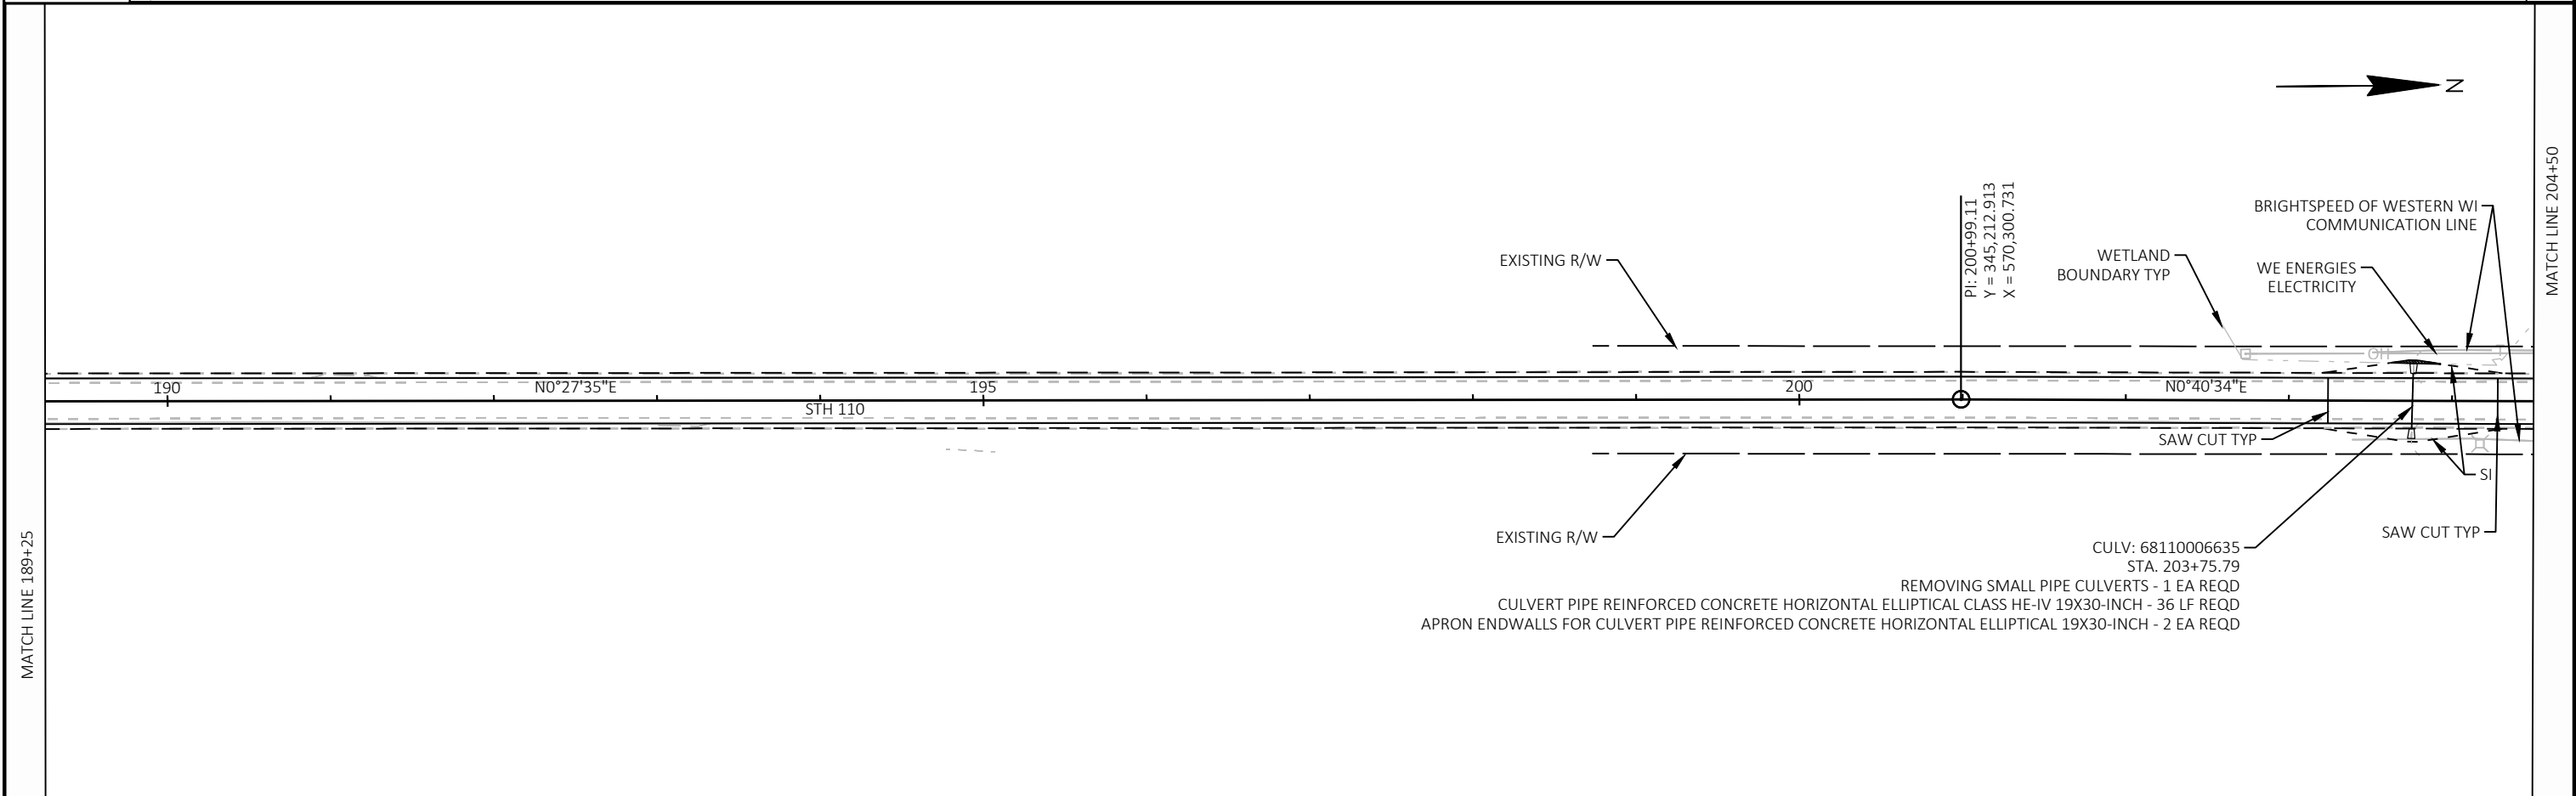 N
MATCH LINE 189+25
MATCH LINE 204+50
BRIGHTSPEED OF WESTERN WI
COMMUNICATION LINE
PI: 200+99.11
Y = 345,212.913
X = 570,300.731
EXISTING R/W
WETLAND
BOUNDARY TYP
WE ENERGIES
ELECTRICITY
OH
190
N0°27'35"E
195
200
N0°40'34"E
STH 110
SAW CUT TYP
SI
EXISTING R/W
SAW CUT TYP
CULV: 68110006635
STA. 203+75.79
REMOVING SMALL PIPE CULVERTS - 1 EA REQD
CULVERT PIPE REINFORCED CONCRETE HORIZONTAL ELLIPTICAL CLASS HE-IV 19X30-INCH - 36 LF REQD
APRON ENDWALLS FOR CULVERT PIPE REINFORCED CONCRETE HORIZONTAL ELLIPTICAL 19X30-INCH - 2 EA REQD